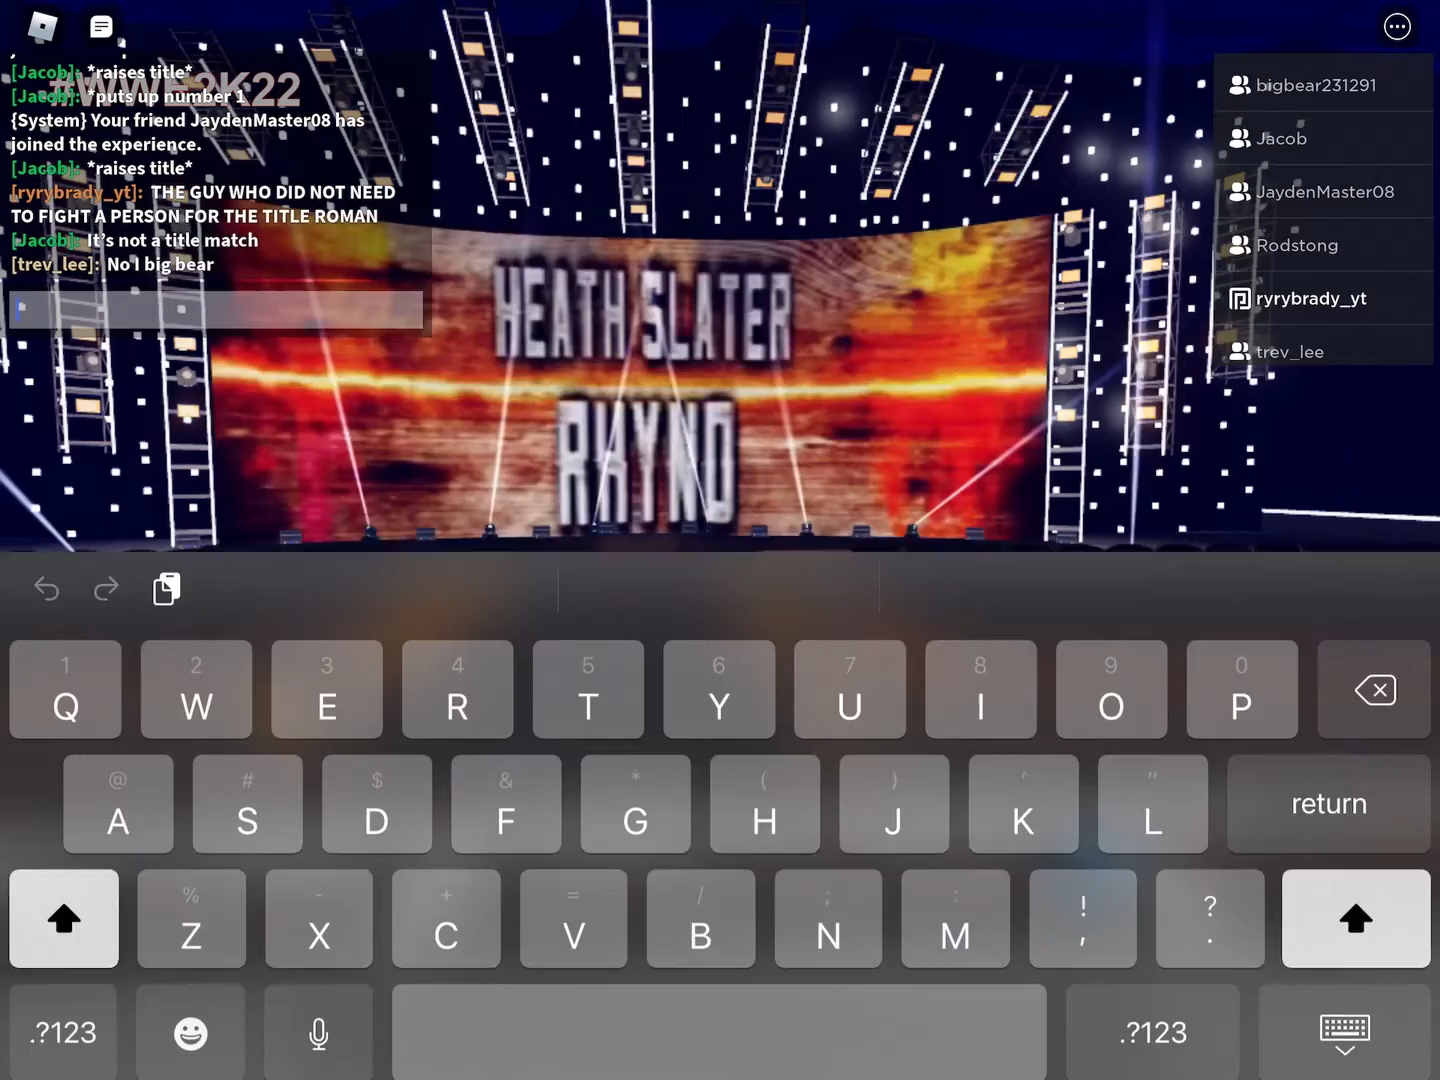 [Jacob]: *raises title*
#WWE2K22
[Jacob]: *puts up number 1
{System} Your friend JaydenMaster08 has
joined the experience.
[Jacob]: *raises title*
[ryrybrady_yt]: THE GUY WHO DID NOT NEED
TO FIGHT A PERSON FOR THE TITLE ROMAN
[Jacob]: It's not a title match
[trev_lee]: No I big bear
bigbear231291
Jacob
JaydenMaster08
Rodstong
ryrybrady_yt
trev_lee
HEATH SLATER
RHYNO
1 2 3 4 5 6 7 8 9 0
Q W E R T Y U I O P
@ # $ & * ( ) ' "
A S D F G H J K L return
% - + = / ; : ! ?
Z X C V B N M , .
.?123 .?123